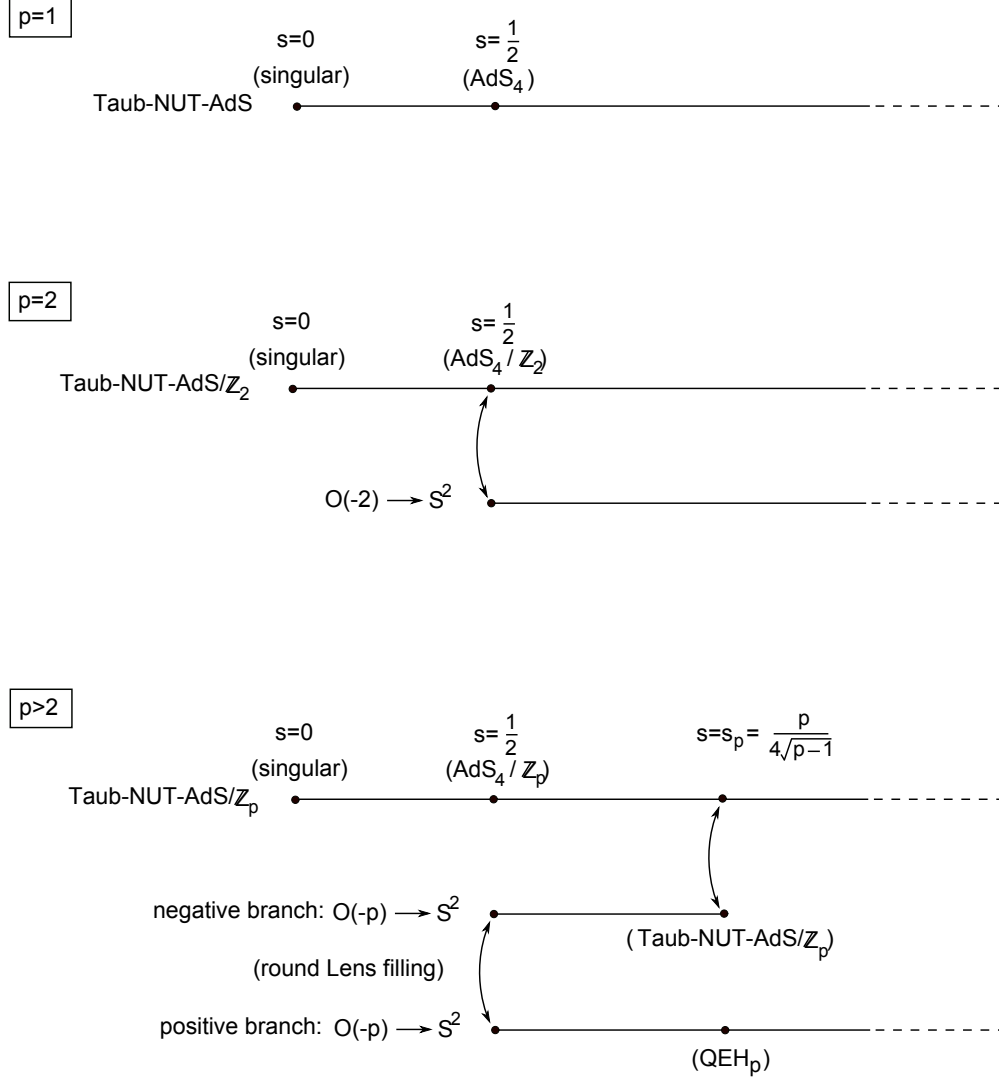 p=1
s=0
(singular)
s= 1/2
(AdS₄)
Taub-NUT-AdS
p=2
s=0
(singular)
s= 1/2
(AdS₄ / ℤ₂)
Taub-NUT-AdS/ℤ₂
O(-2) → S²
p>2
s=0
(singular)
s= 1/2
(AdS₄ / ℤₚ)
s=sₚ= p/(4√(p−1))
Taub-NUT-AdS/ℤₚ
negative branch: O(-p) → S²
(Taub-NUT-AdS/ℤₚ)
(round Lens filling)
positive branch: O(-p) → S²
(QEHₚ)